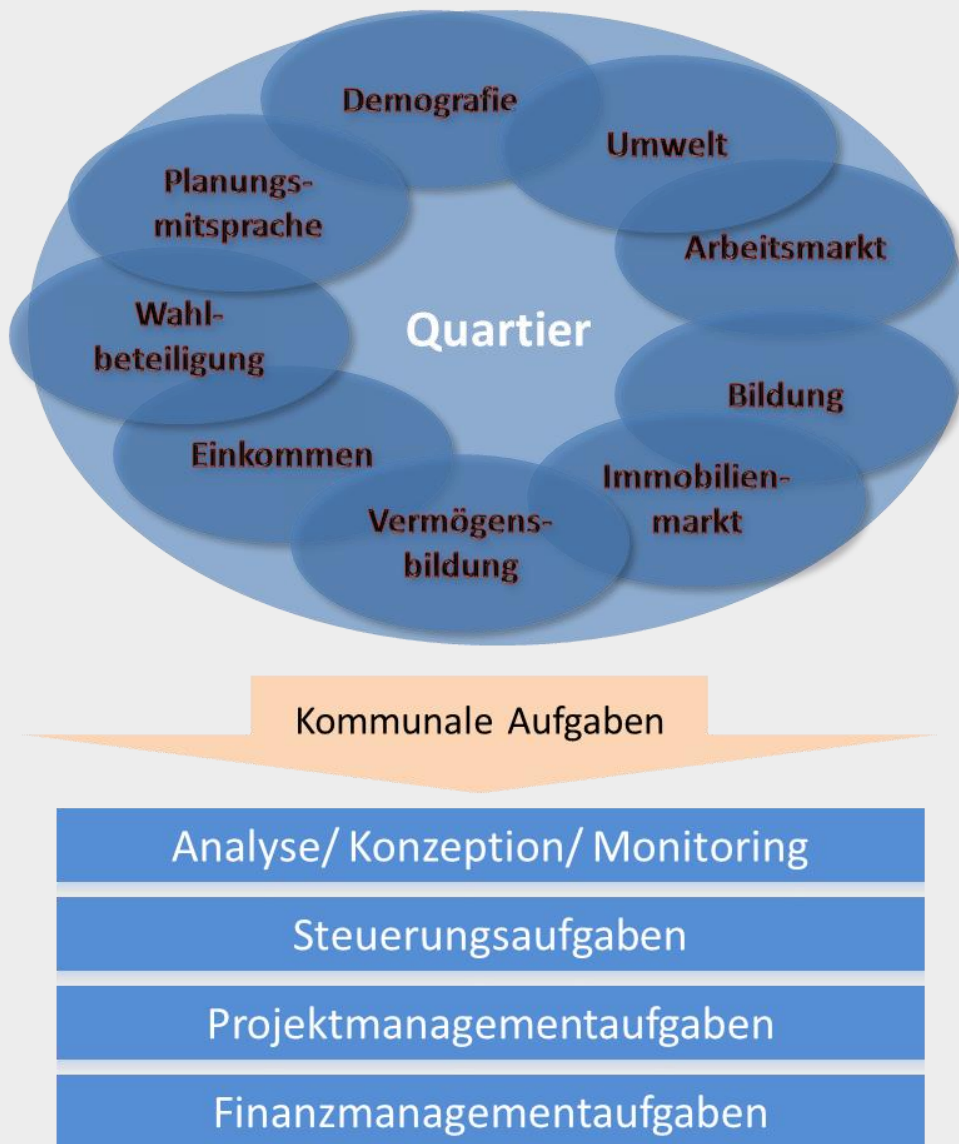 Demografie
Umwelt
Planungs-
mitsprache
Arbeitsmarkt
Wahl-
beteiligung
Quartier
Bildung
Einkommen
Immobilien-
markt
Vermögens-
bildung
Kommunale Aufgaben
Analyse/ Konzeption/ Monitoring
Steuerungsaufgaben
Projektmanagementaufgaben
Finanzmanagementaufgaben